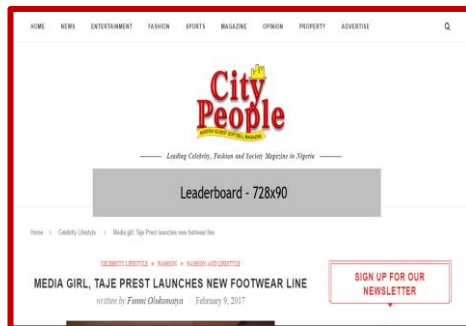 HOME NEWS ENTERTAINMENT FASHION SPORTS MAGAZINE OPINION PROPERTY ADVERTISE
City
People
Leading Celebrity, Fashion and Society Magazine in Nigeria
Leaderboard - 728x90
Home > Celebrity Lifestyle > Media girl, Taje Prest launches new footwear line
CELEBRITY LIFESTYLE FASHION FASHION AND LIFESTYLE
MEDIA GIRL, TAJE PREST LAUNCHES NEW FOOTWEAR LINE
written by Funmi Olukomaiya February 9, 2017
SIGN UP FOR OUR
NEWSLETTER